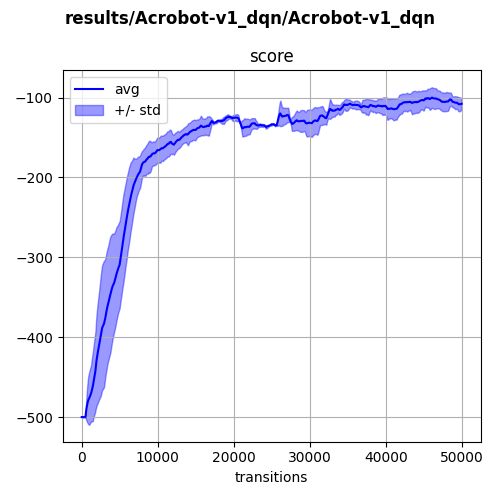 results/Acrobot-v1_dqn/Acrobot-v1_dqn
score
avg
+/- std
−100
−200
−300
−400
−500
0 10000 20000 30000 40000 50000
transitions